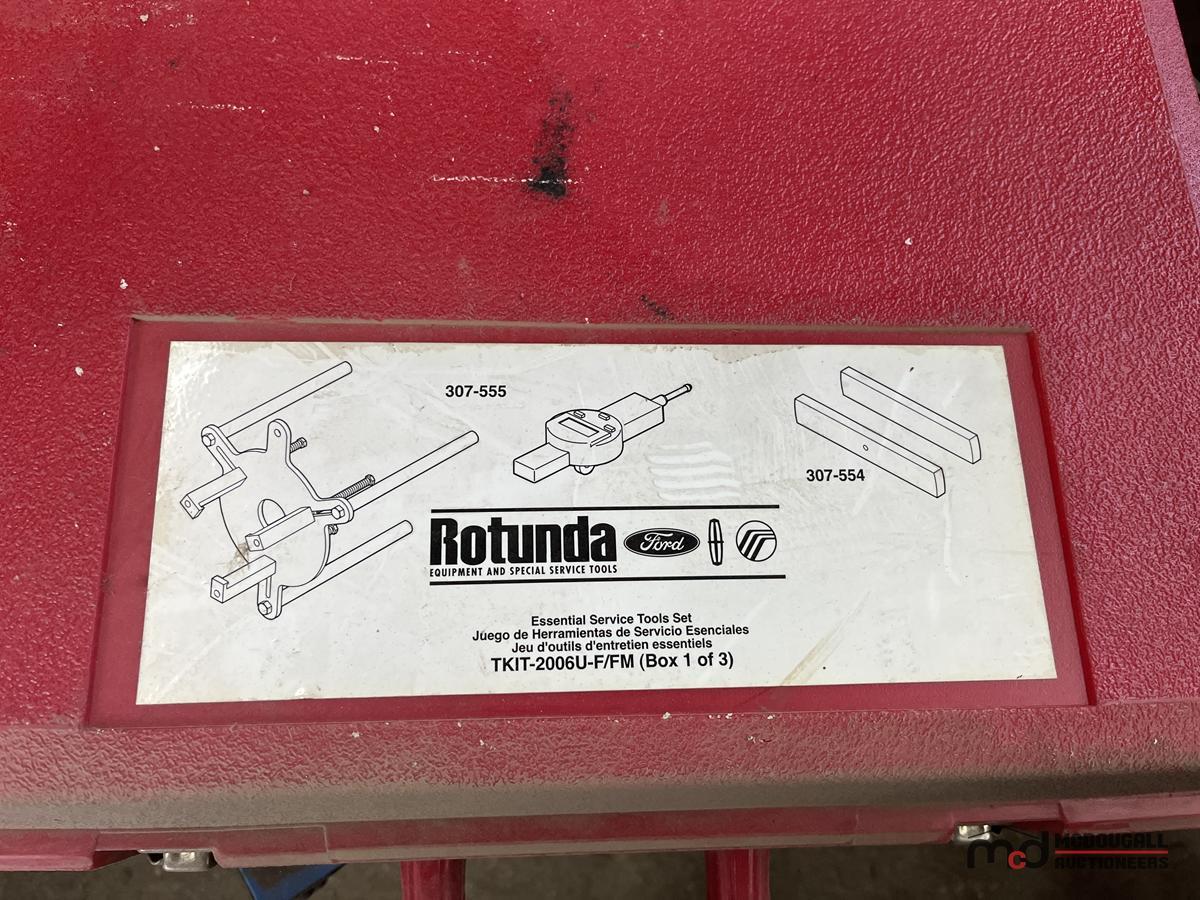 307-555
307-554
Rotunda
Ford
EQUIPMENT AND SPECIAL SERVICE TOOLS
Essential Service Tools Set
Juego de Herramientas de Servicio Esenciales
Jeu d'outils d'entretien essentiels
TKIT-2006U-F/FM (Box 1 of 3)
mcd MCDOUGALL
AUCTIONEERS